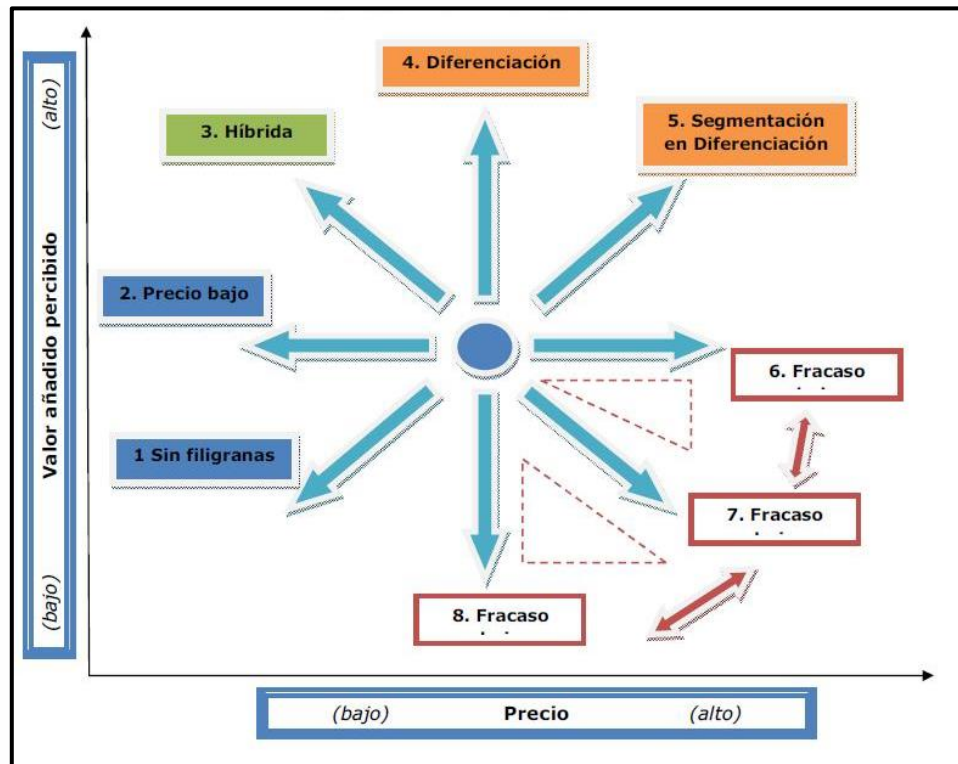 4. Diferenciación
(alto)
3. Híbrida
5. Segmentación
en Diferenciación
Valor añadido percibido
2. Precio bajo
6. Fracaso
1 Sin filigranas
7. Fracaso
(bajo)
8. Fracaso
(bajo) Precio (alto)